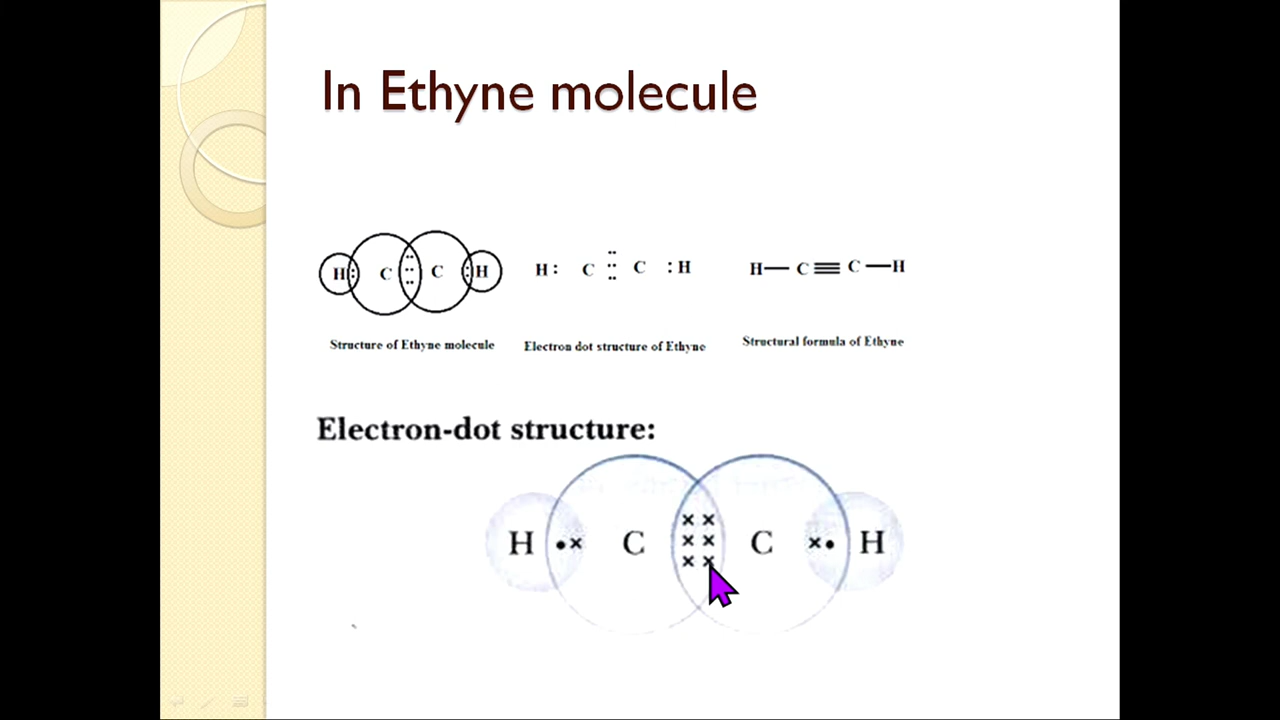 In Ethyne molecule
H: C :: C :H
H: C ⋮⋮ C :H
H — C ≡ C — H
Structure of Ethyne molecule
Electron dot structure of Ethyne
Structural formula of Ethyne
Electron-dot structure:
H •× C ×× ×× ×× C ו H